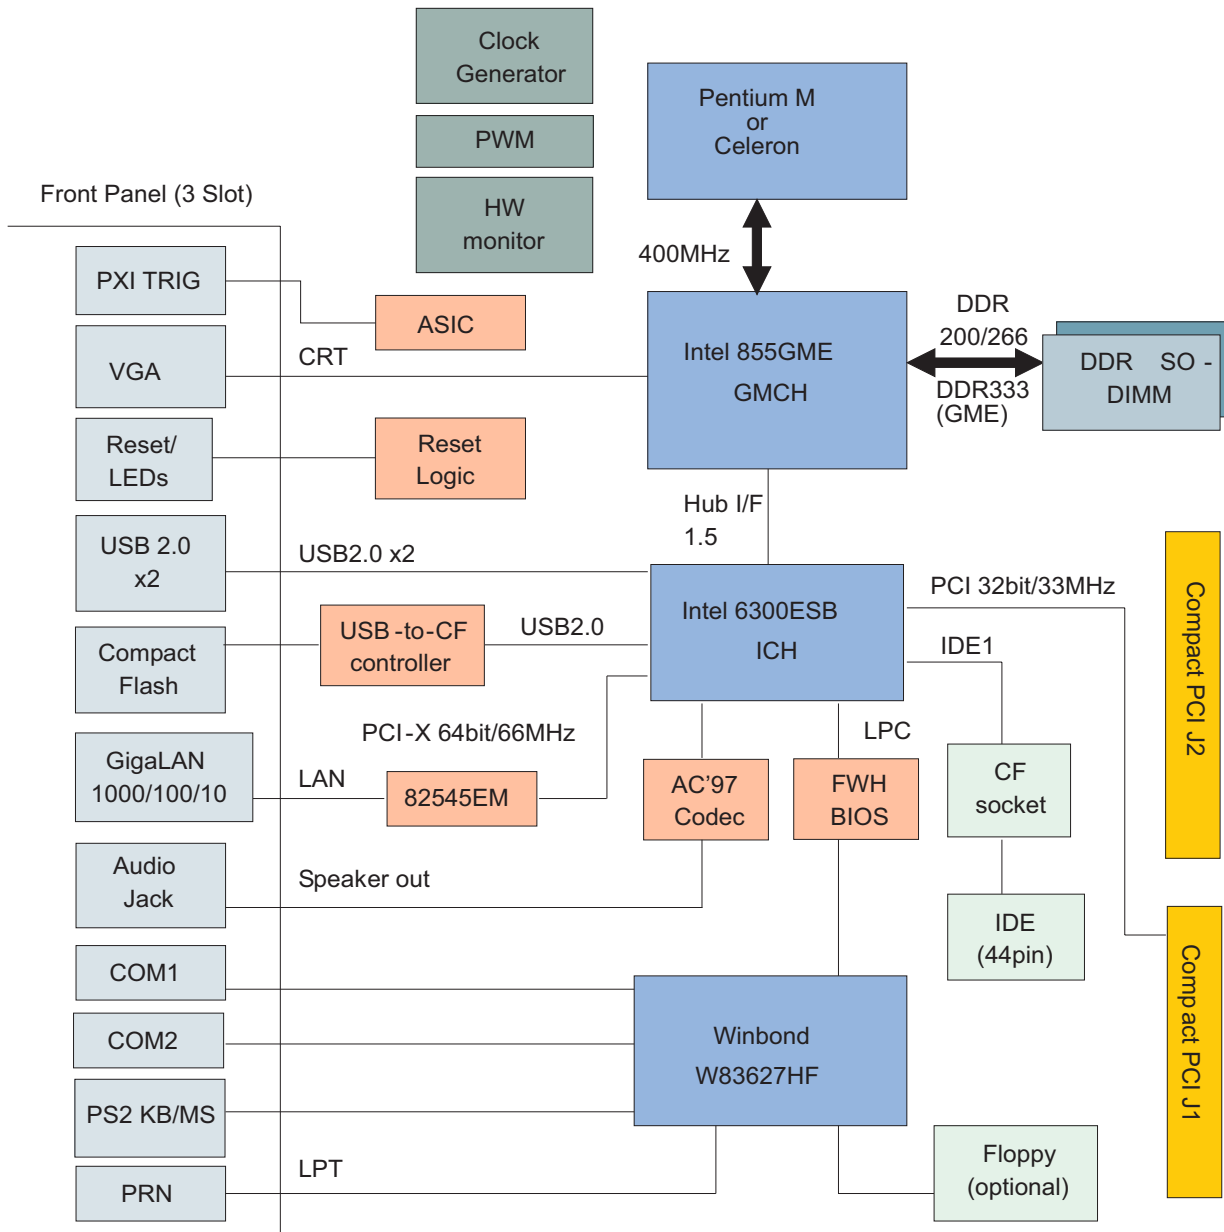 Clock
Generator
PWM
HW
monitor
Pentium M
or
Celeron
400MHz
Front Panel (3 Slot)
PXI TRIG
ASIC
VGA
CRT
Intel 855GME
GMCH
DDR
200/266
DDR333
(GME)
DDR SO -
DIMM
Reset/
LEDs
Reset
Logic
Hub I/F
1.5
USB 2.0
x2
USB2.0 x2
Intel 6300ESB
ICH
PCI 32bit/33MHz
IDE1
Compact PCI J2
Compact
Flash
USB -to-CF
controller
USB2.0
PCI-X 64bit/66MHz
LPC
GigaLAN
1000/100/10
LAN
82545EM
AC'97
Codec
FWH
BIOS
CF
socket
Audio
Jack
Speaker out
IDE
(44pin)
Compact PCI J1
COM1
COM2
Winbond
W83627HF
PS2 KB/MS
PRN
LPT
Floppy
(optional)